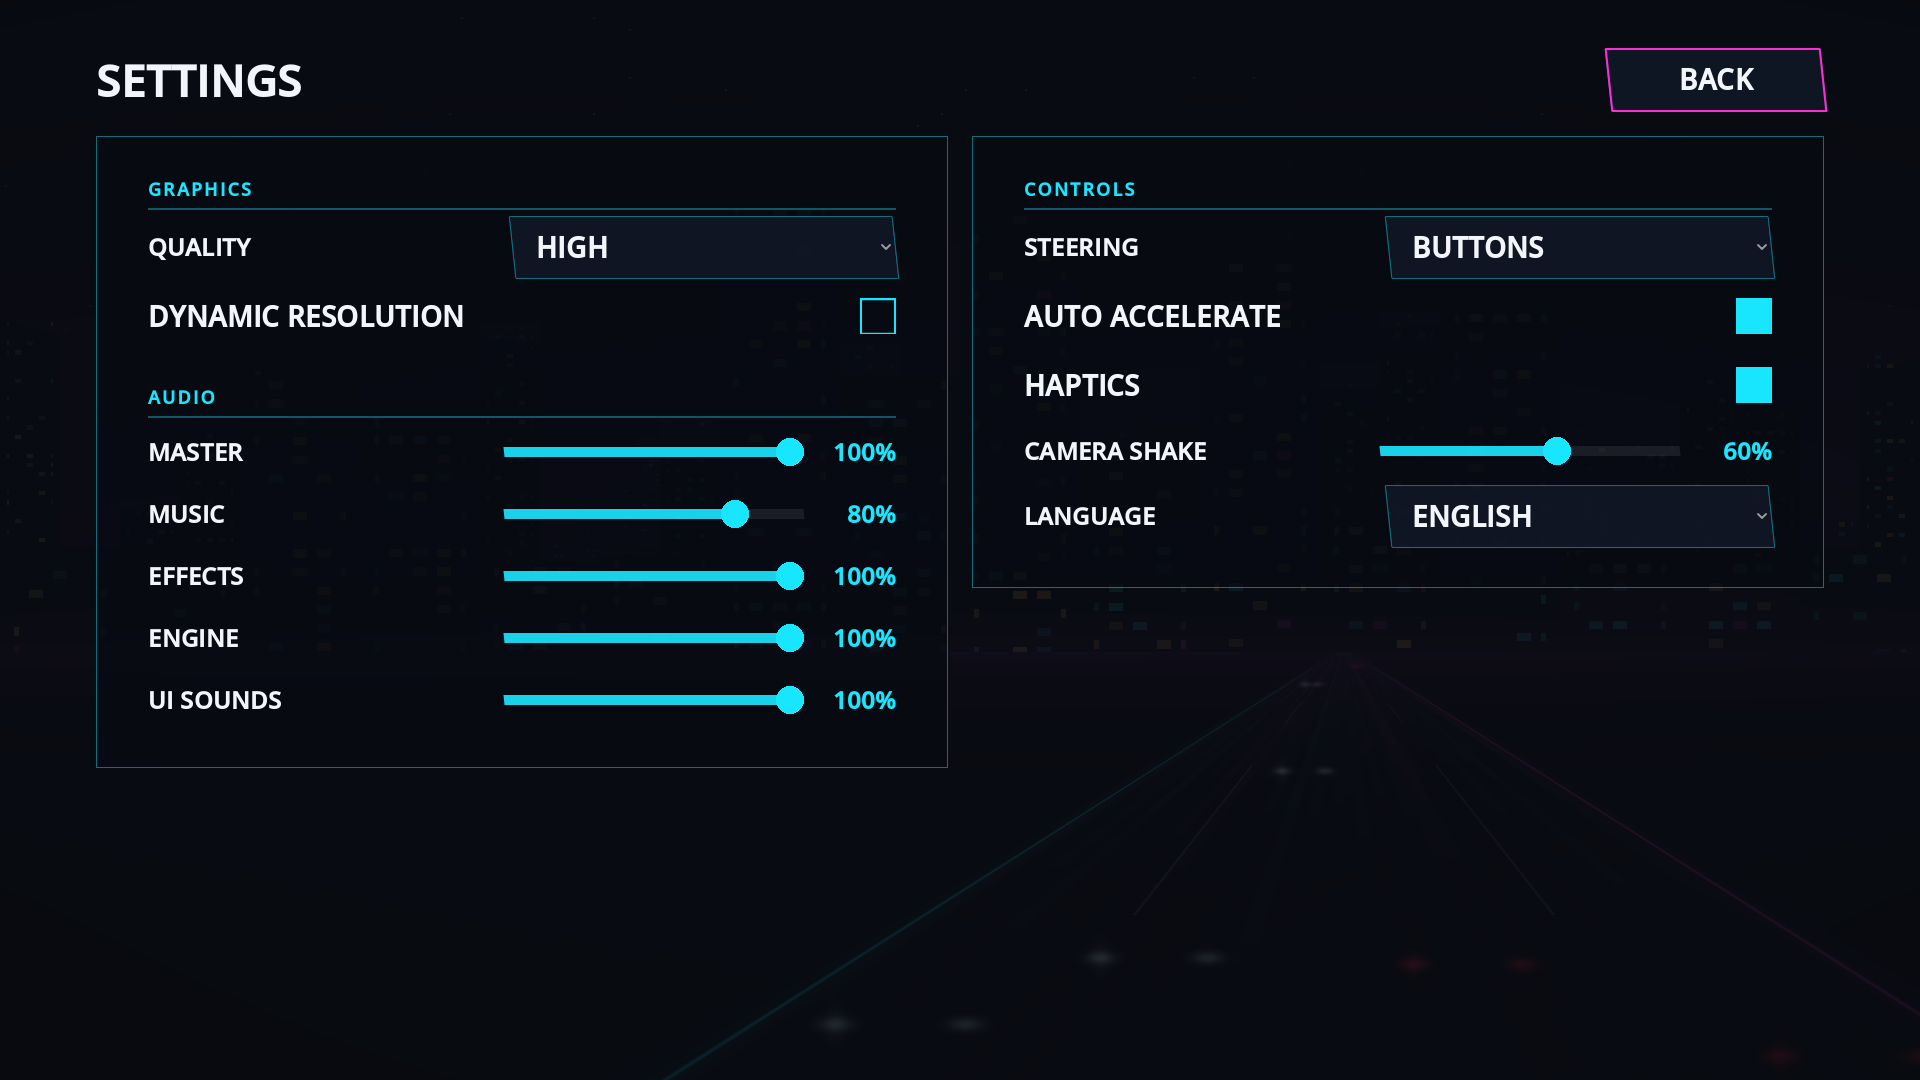 SETTINGS
BACK
GRAPHICS
QUALITY HIGH
DYNAMIC RESOLUTION
AUDIO
MASTER 100%
MUSIC 80%
EFFECTS 100%
ENGINE 100%
UI SOUNDS 100%
CONTROLS
STEERING BUTTONS
AUTO ACCELERATE
HAPTICS
CAMERA SHAKE 60%
LANGUAGE ENGLISH